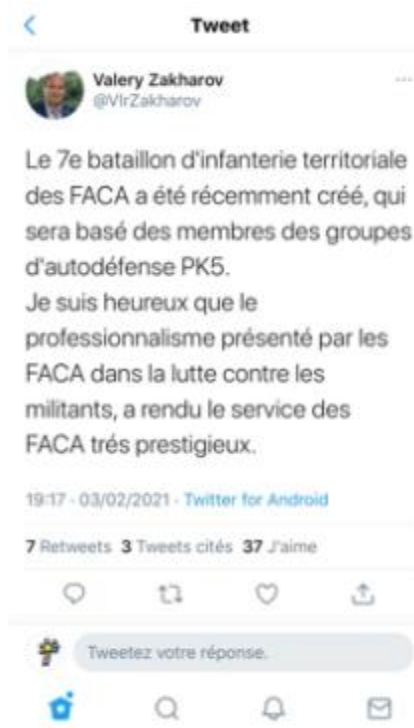 Tweet
Valery Zakharov
@VlrZakharov
Le 7e bataillon d'infanterie territoriale
des FACA a été récemment créé, qui
sera basé des membres des groupes
d'autodéfense PK5.
Je suis heureux que le
professionnalisme présenté par les
FACA dans la lutte contre les
militants, a rendu le service des
FACA trés prestigieux.
19:17 · 03/02/2021 · Twitter for Android
7 Retweets 3 Tweets cités 37 J'aime
Tweetez votre réponse.